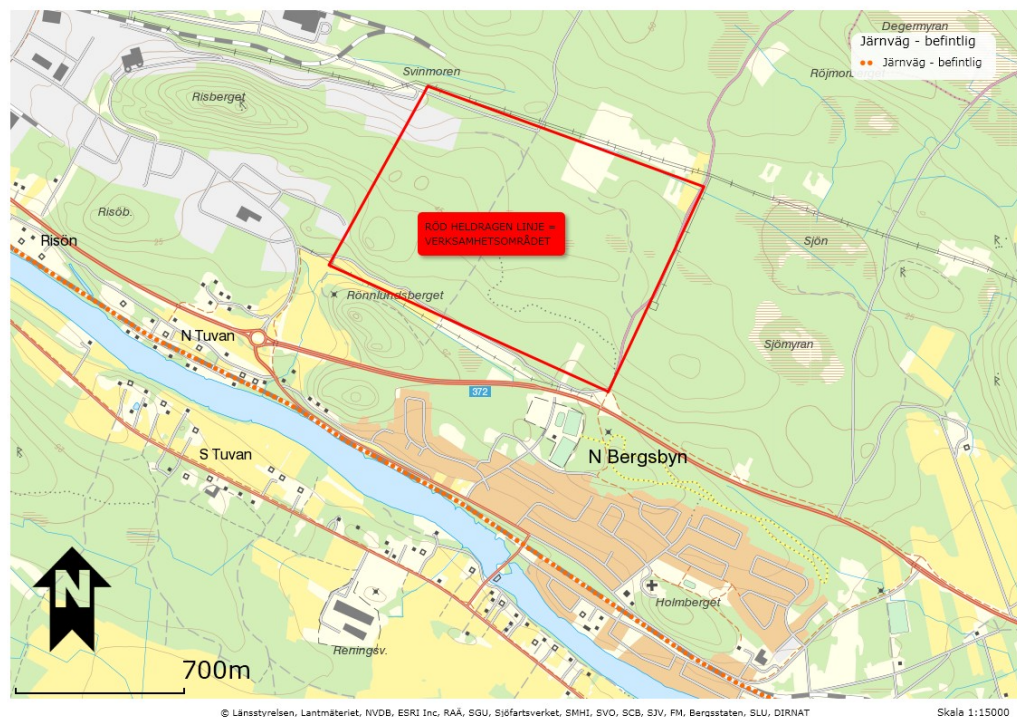 Degermyran
Järnväg - befintlig
Järnväg - befintlig
Svinmoren
Röjmorberget
Risberget
Risöb.
RÖD HELDRAGEN LINJE =
VERKSAMHETSOMRÅDET
Risön
Sjön
Rönnlundsberget
N Tuvan
Sjömyran
372
S Tuvan
N Bergsbyn
Holmberget
N
Reningsv.
700m
© Länsstyrelsen, Lantmäteriet, NVDB, ESRI Inc, RAÄ, SGU, Sjöfartsverket, SMHI, SVO, SCB, SJV, FM, Bergsstaten, SLU, DIRNAT
Skala 1:15000